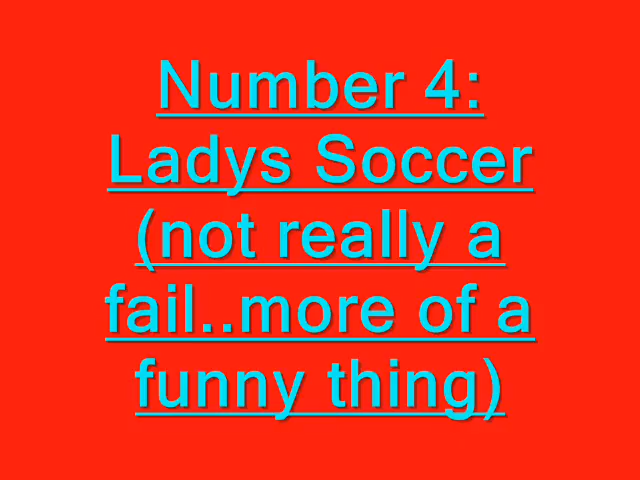 Number 4:
Ladys Soccer
(not really a
fail..more of a
funny thing)